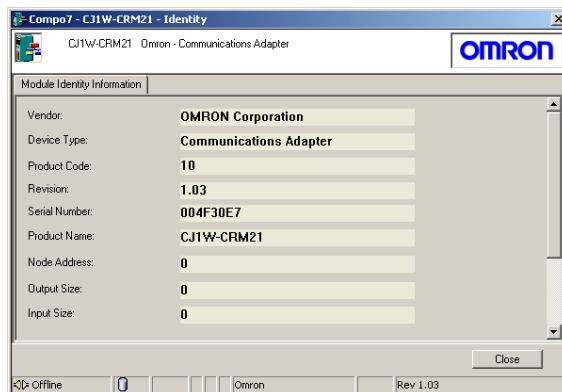 Compo7 - CJ1W-CRM21 - Identity
CJ1W-CRM21 Omron - Communications Adapter
OMRON
Module Identity Information
Vendor: OMRON Corporation
Device Type: Communications Adapter
Product Code: 10
Revision: 1.03
Serial Number: 004F30E7
Product Name: CJ1W-CRM21
Node Address: 0
Output Size: 0
Input Size: 0
Close
Offline Omron Rev 1.03